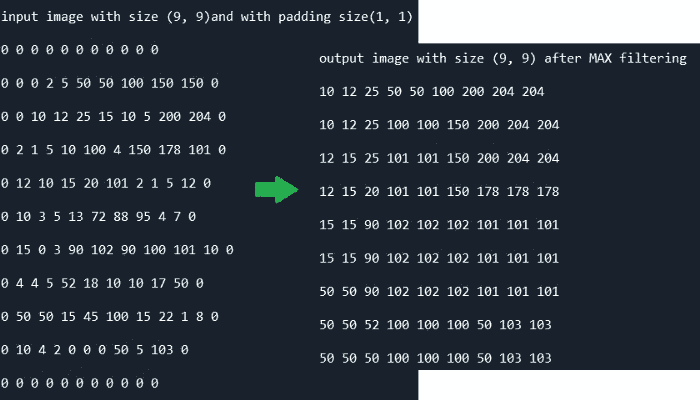 input image with size (9, 9)and with padding size(1, 1)
0 0 0 0 0 0 0 0 0 0 0
0 0 0 2 5 50 50 100 150 150 0
0 0 10 12 25 15 10 5 200 204 0
0 2 1 5 10 100 4 150 178 101 0
0 12 10 15 20 101 2 1 5 12 0
0 10 3 5 13 72 88 95 4 7 0
0 15 0 3 90 102 90 100 101 10 0
0 4 4 5 52 18 10 10 17 50 0
0 50 50 15 45 100 15 22 1 8 0
0 10 4 2 0 0 0 50 5 103 0
0 0 0 0 0 0 0 0 0 0 0
output image with size (9, 9) after MAX filtering
10 12 25 50 50 100 200 204 204
10 12 25 100 100 150 200 204 204
12 15 25 101 101 150 200 204 204
12 15 20 101 101 150 178 178 178
15 15 90 102 102 102 101 101 101
15 15 90 102 102 102 101 101 101
50 50 90 102 102 102 101 101 101
50 50 52 100 100 100 50 103 103
50 50 50 100 100 100 50 103 103